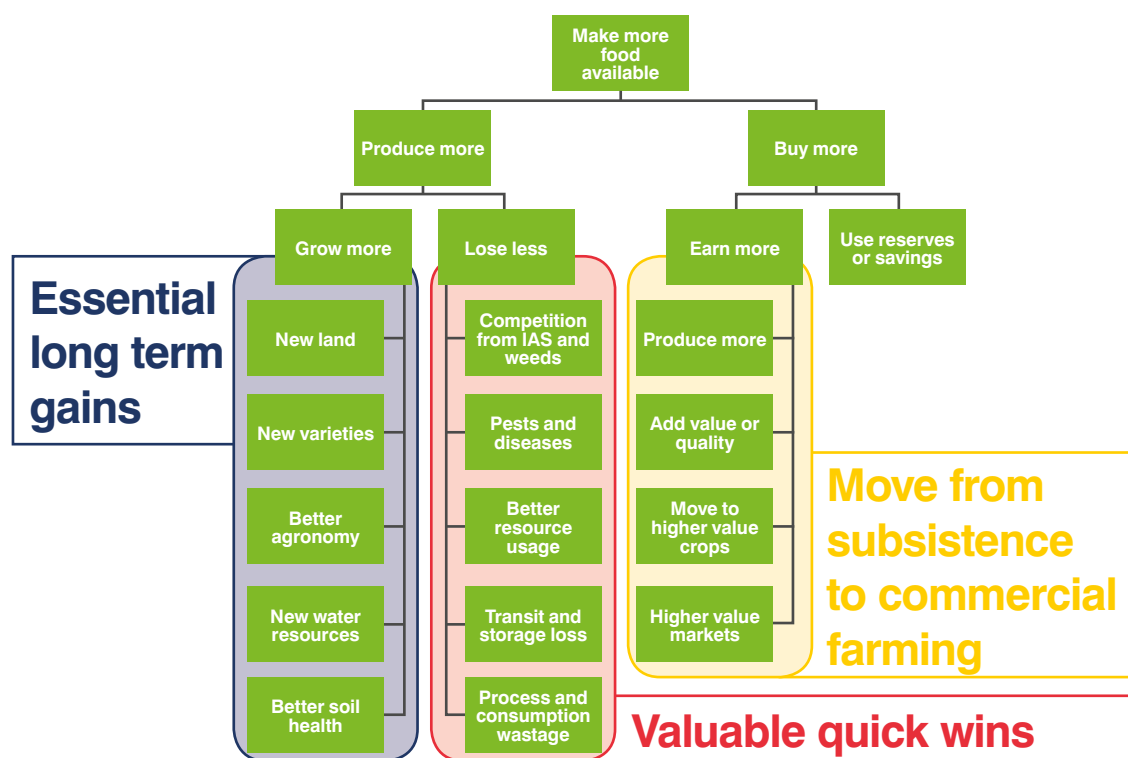 Make more
food
available
Produce more
Buy more
Grow more
Lose less
Earn more
Use reserves
or savings
Essential
long term
gains
New land
New varieties
Better
agronomy
New water
resources
Better soil
health
Competition
from IAS and
weeds
Pests and
diseases
Better
resource
usage
Transit and
storage loss
Process and
consumption
wastage
Produce more
Add value or
quality
Move to
higher value
crops
Higher value
markets
Move from
subsistence
to commercial
farming
Valuable quick wins